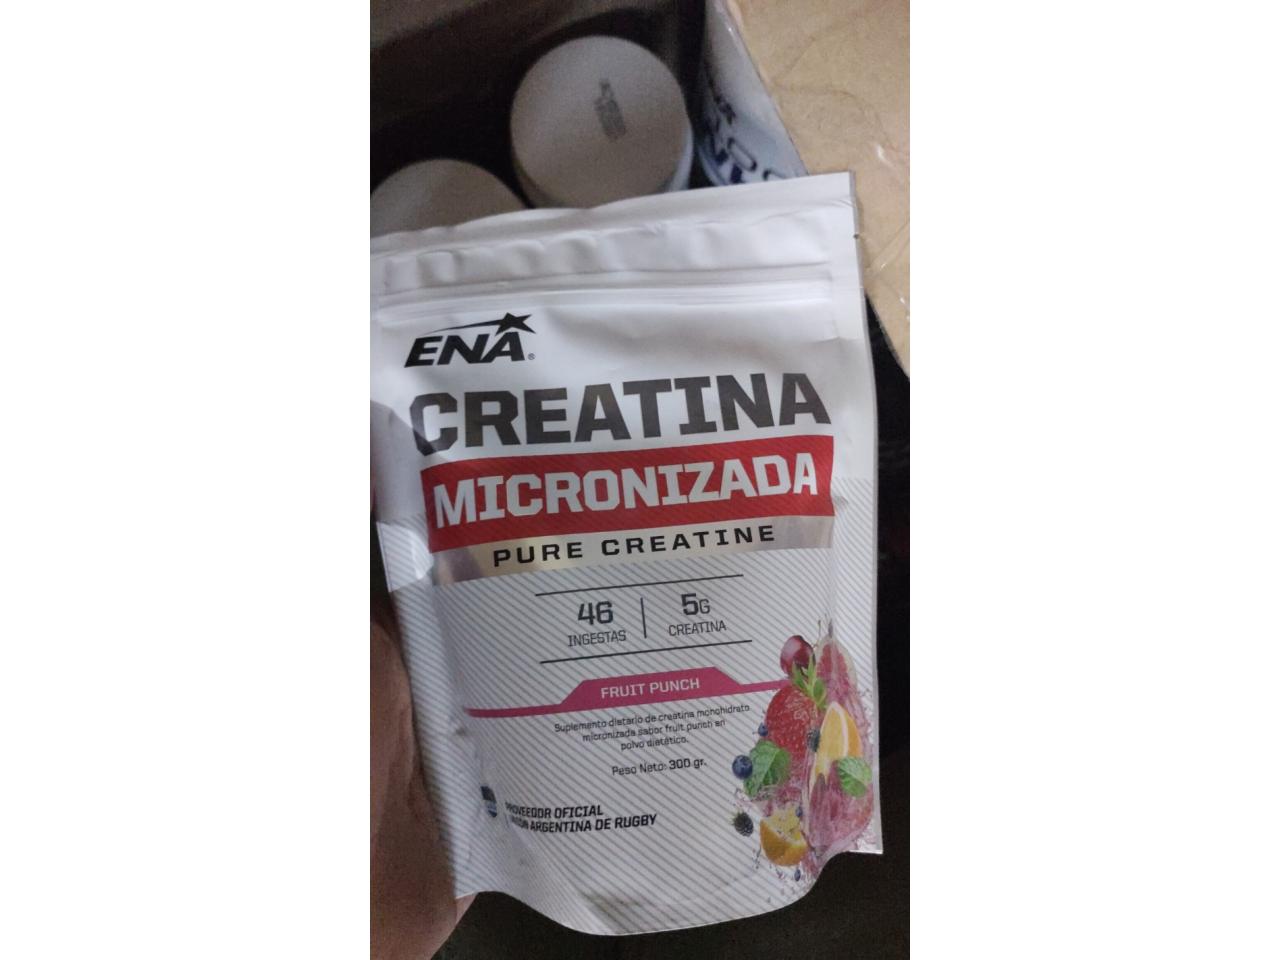 ENA®
CREATINA
MICRONIZADA
PURE CREATINE
46
INGESTAS
5G
CREATINA
FRUIT PUNCH
Suplemento dietario de creatina monohidrato
micronizada sabor fruit punch en
polvo dietético.
Peso Neto: 300 gr.
PROVEEDOR OFICIAL
UNIÓN ARGENTINA DE RUGBY